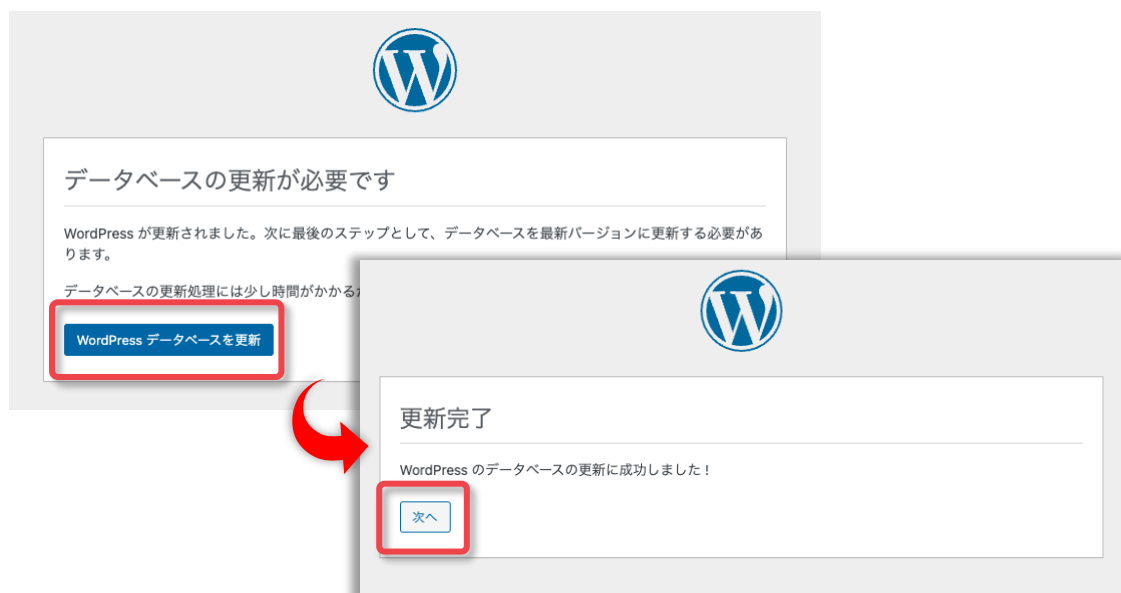 データベースの更新が必要です
WordPress が更新されました。次に最後のステップとして、データベースを最新バージョンに更新する必要があ
ります。
データベースの更新処理には少し時間がかかる
WordPress データベースを更新
更新完了
WordPress のデータベースの更新に成功しました !
次へ